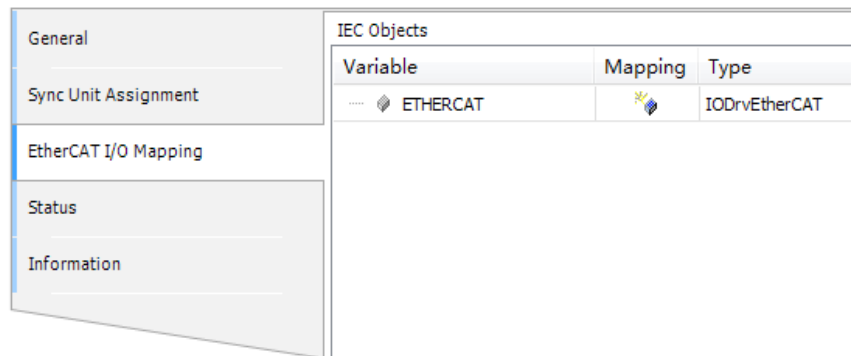 General
Sync Unit Assignment
EtherCAT I/O Mapping
Status
Information
IEC Objects
Variable Mapping Type
ETHERCAT IODrvEtherCAT